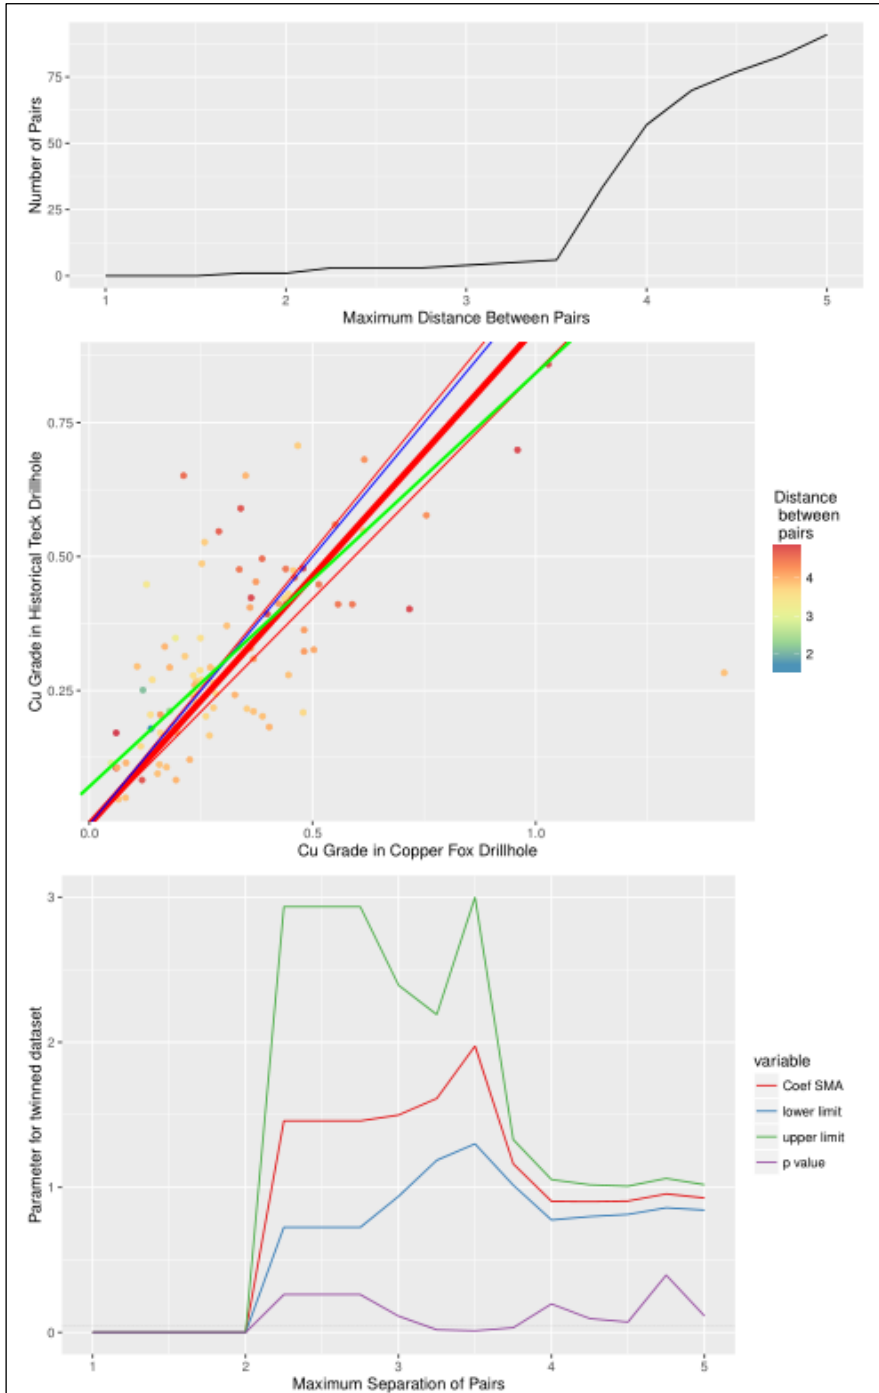 75
50
25
0
Number of Pairs
1 2 3 4 5
Maximum Distance Between Pairs
0.75
0.50
0.25
Cu Grade in Historical Teck Drillhole
0.0 0.5 1.0
Cu Grade in Copper Fox Drillhole
Distance
between
pairs
4
3
2
3
2
1
0
Parameter for twinned dataset
1 2 3 4 5
Maximum Separation of Pairs
variable
Coef SMA
lower limit
upper limit
p value